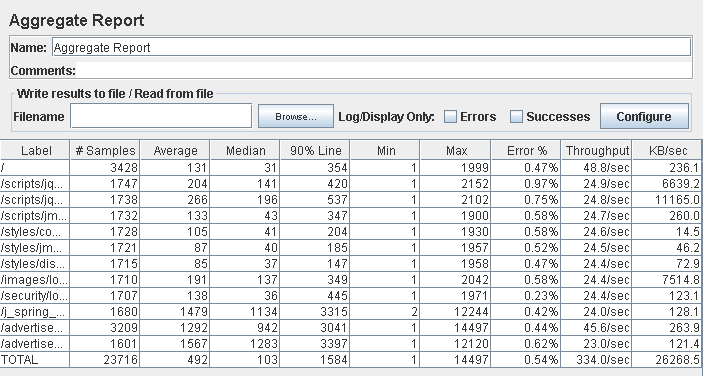 Aggregate Report
Name: Aggregate Report
Comments:
Write results to file / Read from file
Filename Browse... Log/Display Only: Errors Successes Configure
Label # Samples Average Median 90% Line Min Max Error % Throughput KB/sec
/ 3428 131 31 354 1 1999 0.47% 48.8/sec 236.1
/scripts/jq... 1747 204 141 420 1 2152 0.97% 24.9/sec 6639.2
/scripts/jq... 1738 266 196 537 1 2102 0.75% 24.8/sec 11165.0
/scripts/jm... 1732 133 43 347 1 1900 0.58% 24.7/sec 260.0
/styles/co... 1728 105 41 204 1 1930 0.58% 24.6/sec 14.5
/styles/jm... 1721 87 40 185 1 1957 0.52% 24.5/sec 46.2
/styles/dis... 1715 85 37 147 1 1958 0.47% 24.4/sec 72.9
/images/lo... 1710 191 137 349 1 2042 0.58% 24.4/sec 7514.8
/security/lo... 1707 138 36 445 1 1971 0.23% 24.4/sec 123.1
/j_spring_... 1680 1479 1134 3315 2 12244 0.42% 24.0/sec 128.1
/advertise... 3209 1292 942 3041 1 14497 0.44% 45.6/sec 263.9
/advertise... 1601 1567 1283 3397 1 12120 0.62% 23.0/sec 121.4
TOTAL 23716 492 103 1584 1 14497 0.54% 334.0/sec 26268.5